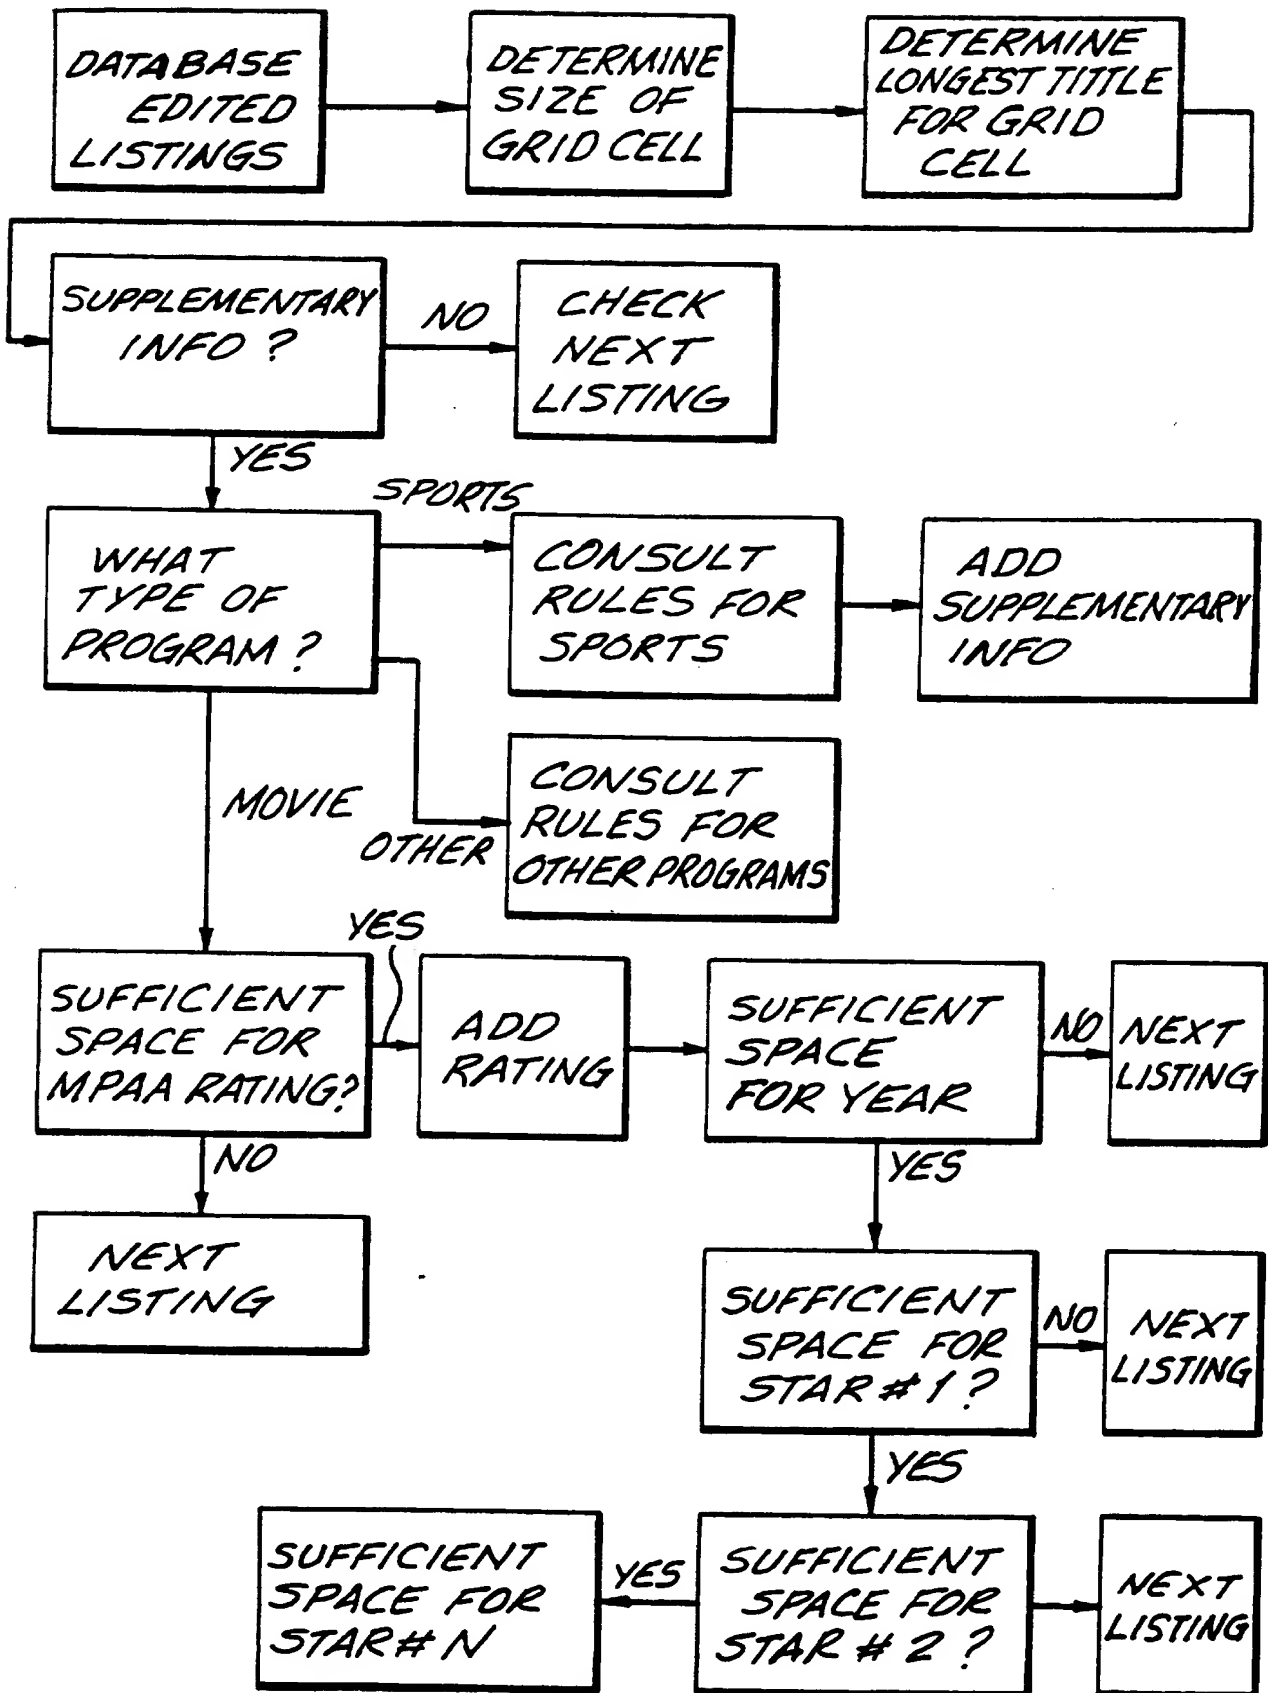 DATABASE
EDITED
LISTINGS
DETERMINE
SIZE OF
GRID CELL
DETERMINE
LONGEST TITTLE
FOR GRID
CELL
SUPPLEMENTARY
INFO ?
NO
CHECK
NEXT
LISTING
YES
WHAT
TYPE OF
PROGRAM ?
SPORTS
CONSULT
RULES FOR
SPORTS
ADD
SUPPLEMENTARY
INFO
OTHER
CONSULT
RULES FOR
OTHER PROGRAMS
MOVIE
SUFFICIENT
SPACE FOR
MPAA RATING?
YES
ADD
RATING
SUFFICIENT
SPACE
FOR YEAR
NO
NEXT
LISTING
NO
NEXT
LISTING
YES
SUFFICIENT
SPACE FOR
STAR # 1 ?
NO
NEXT
LISTING
YES
SUFFICIENT
SPACE FOR
STAR # 2 ?
NEXT
LISTING
YES
SUFFICIENT
SPACE FOR
STAR # N